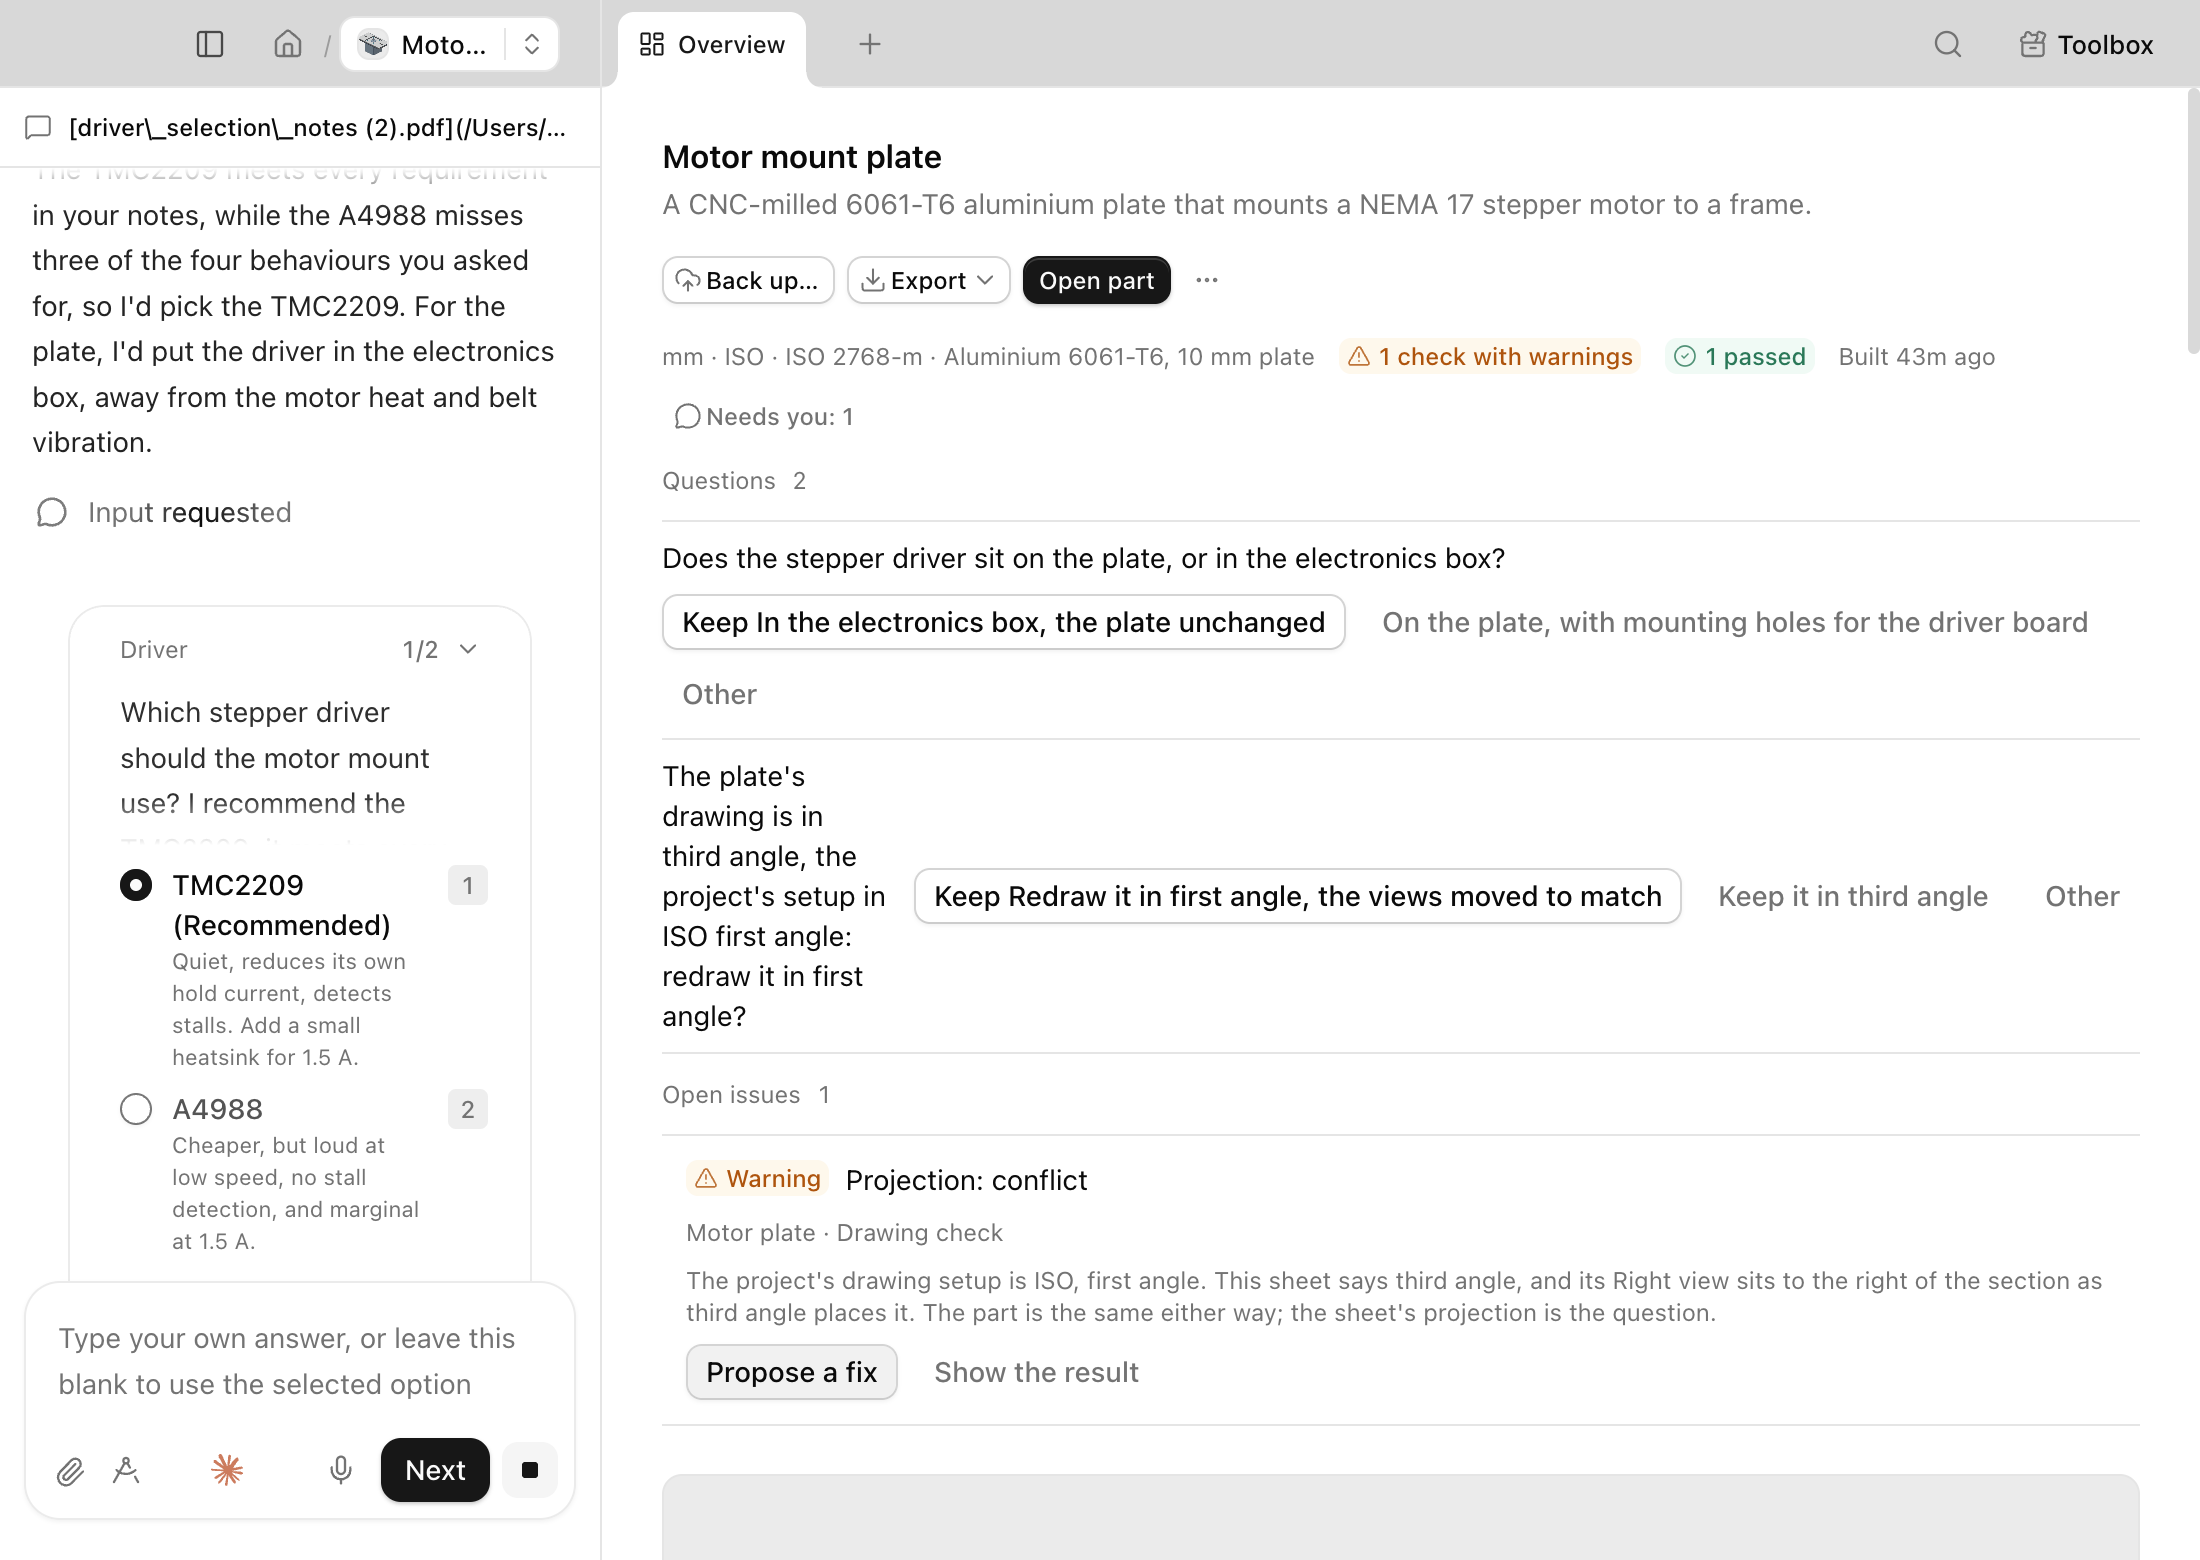 Moto...
Overview
Toolbox
[driver\_selection\_notes (2).pdf](/Users/...
The TMC2209 meets every requirement
in your notes, while the A4988 misses
three of the four behaviours you asked
for, so I'd pick the TMC2209. For the
plate, I'd put the driver in the electronics
box, away from the motor heat and belt
vibration.
Input requested
Driver
1/2
Which stepper driver
should the motor mount
use? I recommend the
TMC2209 (Recommended)
1
Quiet, reduces its own
hold current, detects
stalls. Add a small
heatsink for 1.5 A.
A4988
2
Cheaper, but loud at
low speed, no stall
detection, and marginal
at 1.5 A.
Type your own answer, or leave this
blank to use the selected option
Next
Motor mount plate
A CNC-milled 6061-T6 aluminium plate that mounts a NEMA 17 stepper motor to a frame.
Back up...
Export
Open part
mm · ISO · ISO 2768-m · Aluminium 6061-T6, 10 mm plate
1 check with warnings
1 passed
Built 43m ago
Needs you: 1
Questions 2
Does the stepper driver sit on the plate, or in the electronics box?
Keep In the electronics box, the plate unchanged
On the plate, with mounting holes for the driver board
Other
The plate's
drawing is in
third angle, the
project's setup in
ISO first angle:
redraw it in first
angle?
Keep Redraw it in first angle, the views moved to match
Keep it in third angle
Other
Open issues 1
Warning
Projection: conflict
Motor plate · Drawing check
The project's drawing setup is ISO, first angle. This sheet says third angle, and its Right view sits to the right of the section as
third angle places it. The part is the same either way; the sheet's projection is the question.
Propose a fix
Show the result